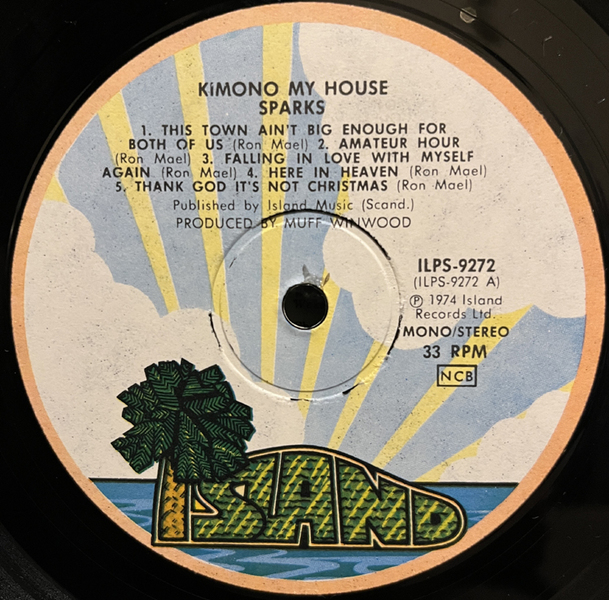 KiMONO MY HOUSE
SPARKS
1. THIS TOWN AIN'T BIG ENOUGH FOR
BOTH OF US (Ron Mael) 2. AMATEUR HOUR
(Ron Mael) 3. FALLING IN LOVE WITH MYSELF
AGAIN (Ron Mael) 4. HERE IN HEAVEN (Ron Mael)
5. THANK GOD IT'S NOT CHRISTMAS (Ron Mael)
Published by Island Music (Scand.)
PRODUCED BY MUFF WINWOOD
ILPS-9272
(ILPS-9272 A)
℗ 1974 Island
Records Ltd.
MONO/STEREO
33 RPM
NCB
ISLAND